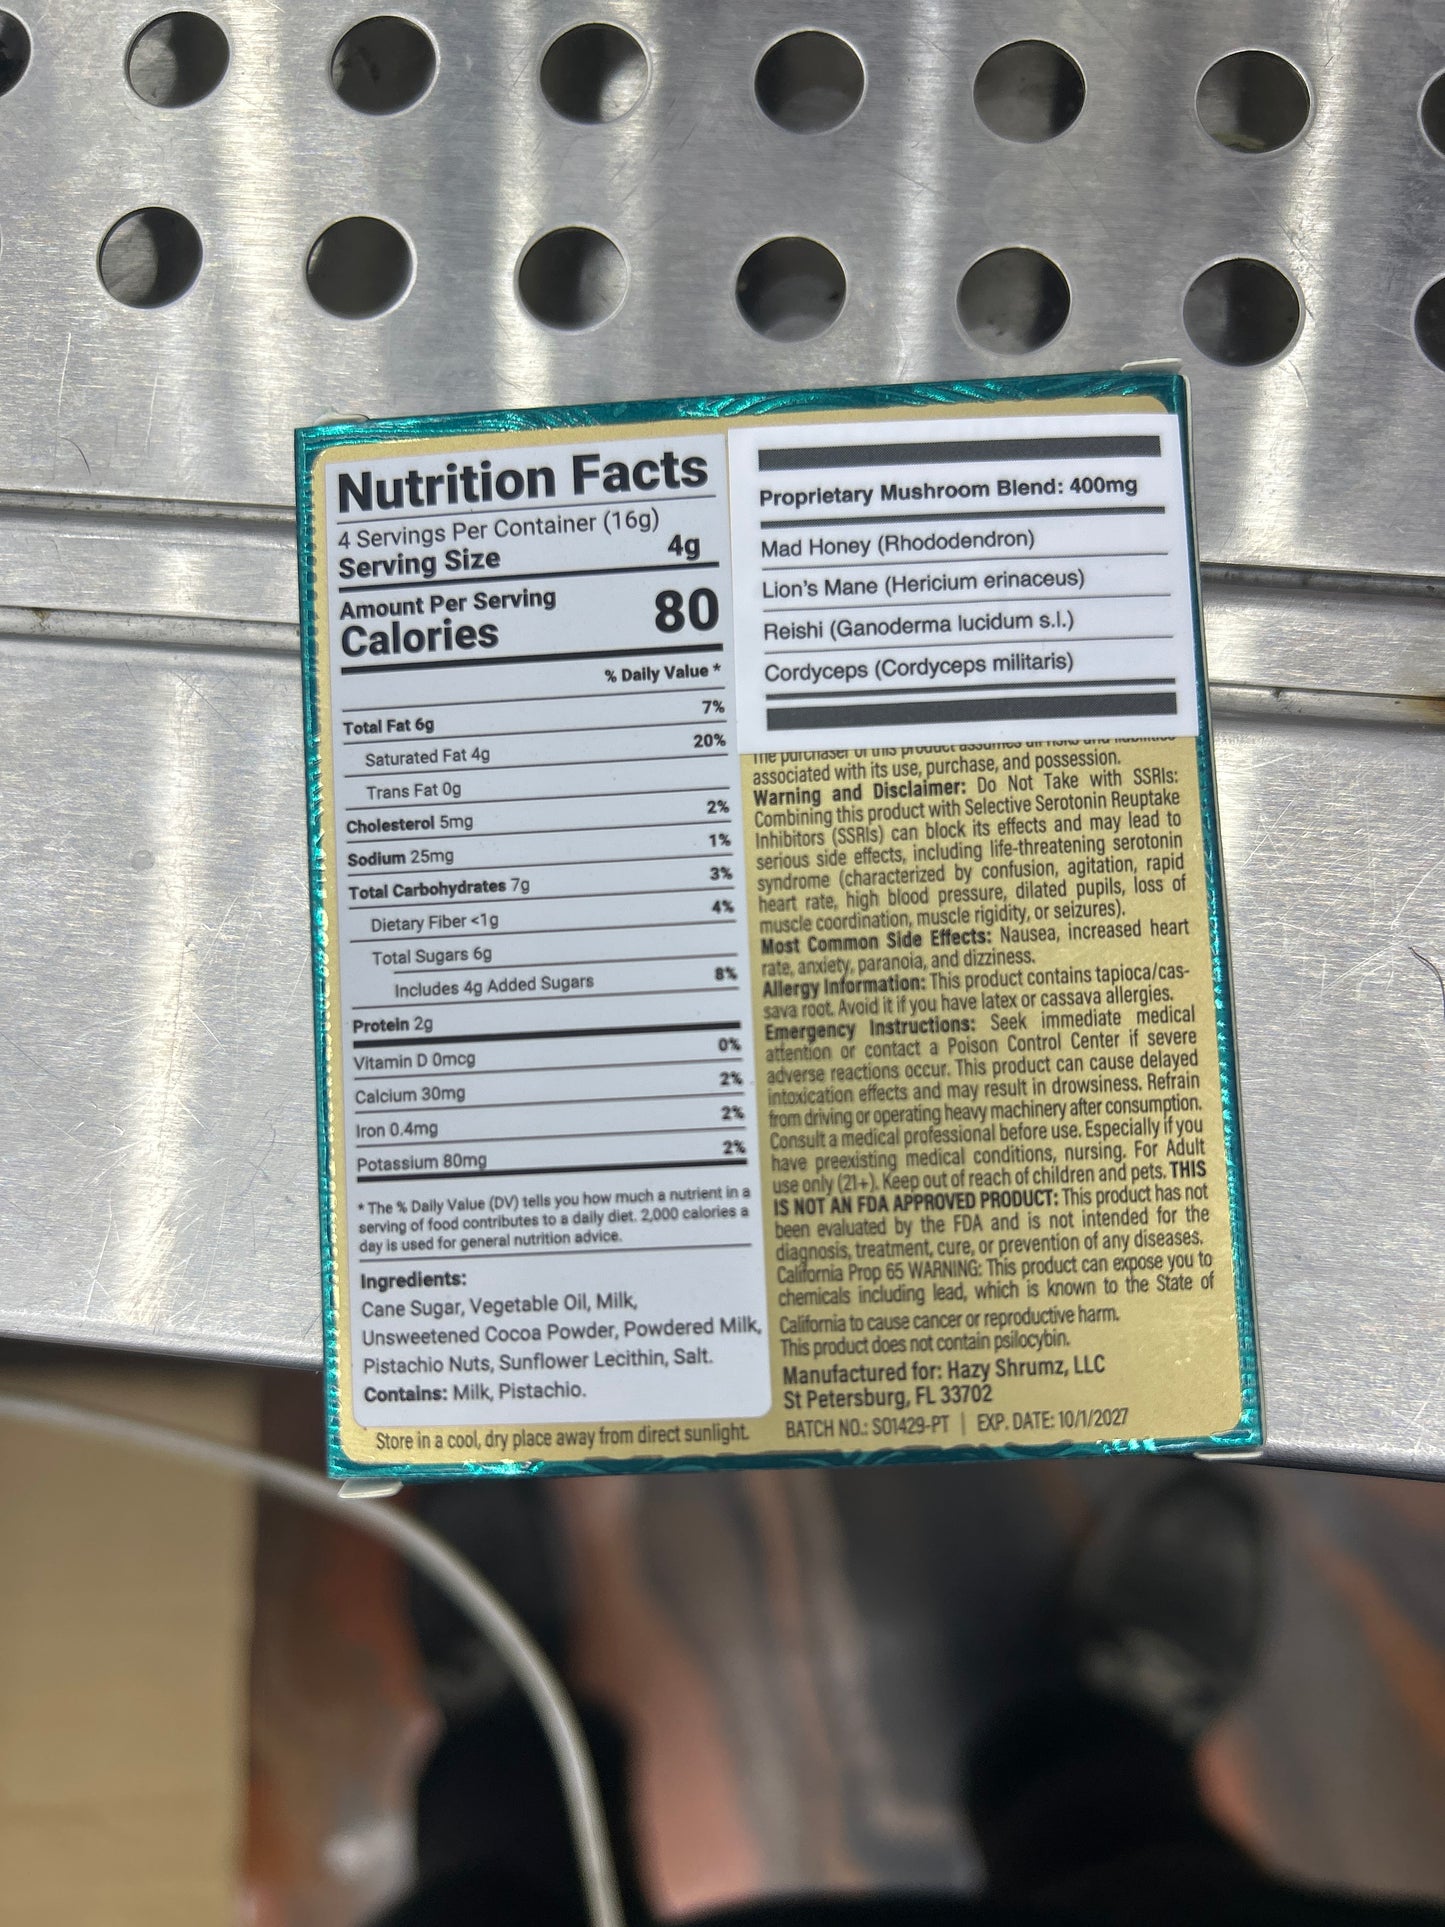 Nutrition Facts
4 Servings Per Container (16g)
Serving Size 4g
Amount Per Serving
Calories 80
% Daily Value *
Total Fat 6g 7%
Saturated Fat 4g 20%
Trans Fat 0g
Cholesterol 5mg 2%
Sodium 25mg 1%
Total Carbohydrates 7g 3%
Dietary Fiber <1g 4%
Total Sugars 6g
Includes 4g Added Sugars 8%
Protein 2g
Vitamin D 0mcg 0%
Calcium 30mg 2%
Iron 0.4mg 2%
Potassium 80mg 2%
* The % Daily Value (DV) tells you how much a nutrient in a
serving of food contributes to a daily diet. 2,000 calories a
day is used for general nutrition advice.
Ingredients:
Cane Sugar, Vegetable Oil, Milk,
Unsweetened Cocoa Powder, Powdered Milk,
Pistachio Nuts, Sunflower Lecithin, Salt.
Contains: Milk, Pistachio.
Store in a cool, dry place away from direct sunlight.
Proprietary Mushroom Blend: 400mg
Mad Honey (Rhododendron)
Lion's Mane (Hericium erinaceus)
Reishi (Ganoderma lucidum s.l.)
Cordyceps (Cordyceps militaris)
The purchaser of this product assumes all risks and liabilities
associated with its use, purchase, and possession.
Warning and Disclaimer: Do Not Take with SSRIs:
Combining this product with Selective Serotonin Reuptake
Inhibitors (SSRIs) can block its effects and may lead to
serious side effects, including life-threatening serotonin
syndrome (characterized by confusion, agitation, rapid
heart rate, high blood pressure, dilated pupils, loss of
muscle coordination, muscle rigidity, or seizures).
Most Common Side Effects: Nausea, increased heart
rate, anxiety, paranoia, and dizziness.
Allergy Information: This product contains tapioca/cas-
sava root. Avoid it if you have latex or cassava allergies.
Emergency Instructions: Seek immediate medical
attention or contact a Poison Control Center if severe
adverse reactions occur. This product can cause delayed
intoxication effects and may result in drowsiness. Refrain
from driving or operating heavy machinery after consumption.
Consult a medical professional before use. Especially if you
have preexisting medical conditions, nursing. For Adult
use only (21+). Keep out of reach of children and pets. THIS
IS NOT AN FDA APPROVED PRODUCT: This product has not
been evaluated by the FDA and is not intended for the
diagnosis, treatment, cure, or prevention of any diseases.
California Prop 65 WARNING: This product can expose you to
chemicals including lead, which is known to the State of
California to cause cancer or reproductive harm.
This product does not contain psilocybin.
Manufactured for: Hazy Shrumz, LLC
St Petersburg, FL 33702
BATCH NO.: S01429-PT | EXP. DATE: 10/1/2027